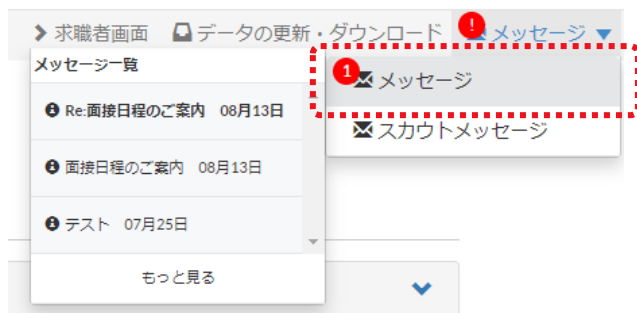 求職者画面 データの更新・ダウンロード ! メッセージ
メッセージ一覧
1 メッセージ
Re:面接日程のご案内 08月13日
スカウトメッセージ
面接日程のご案内 08月13日
テスト 07月25日
もっと見る